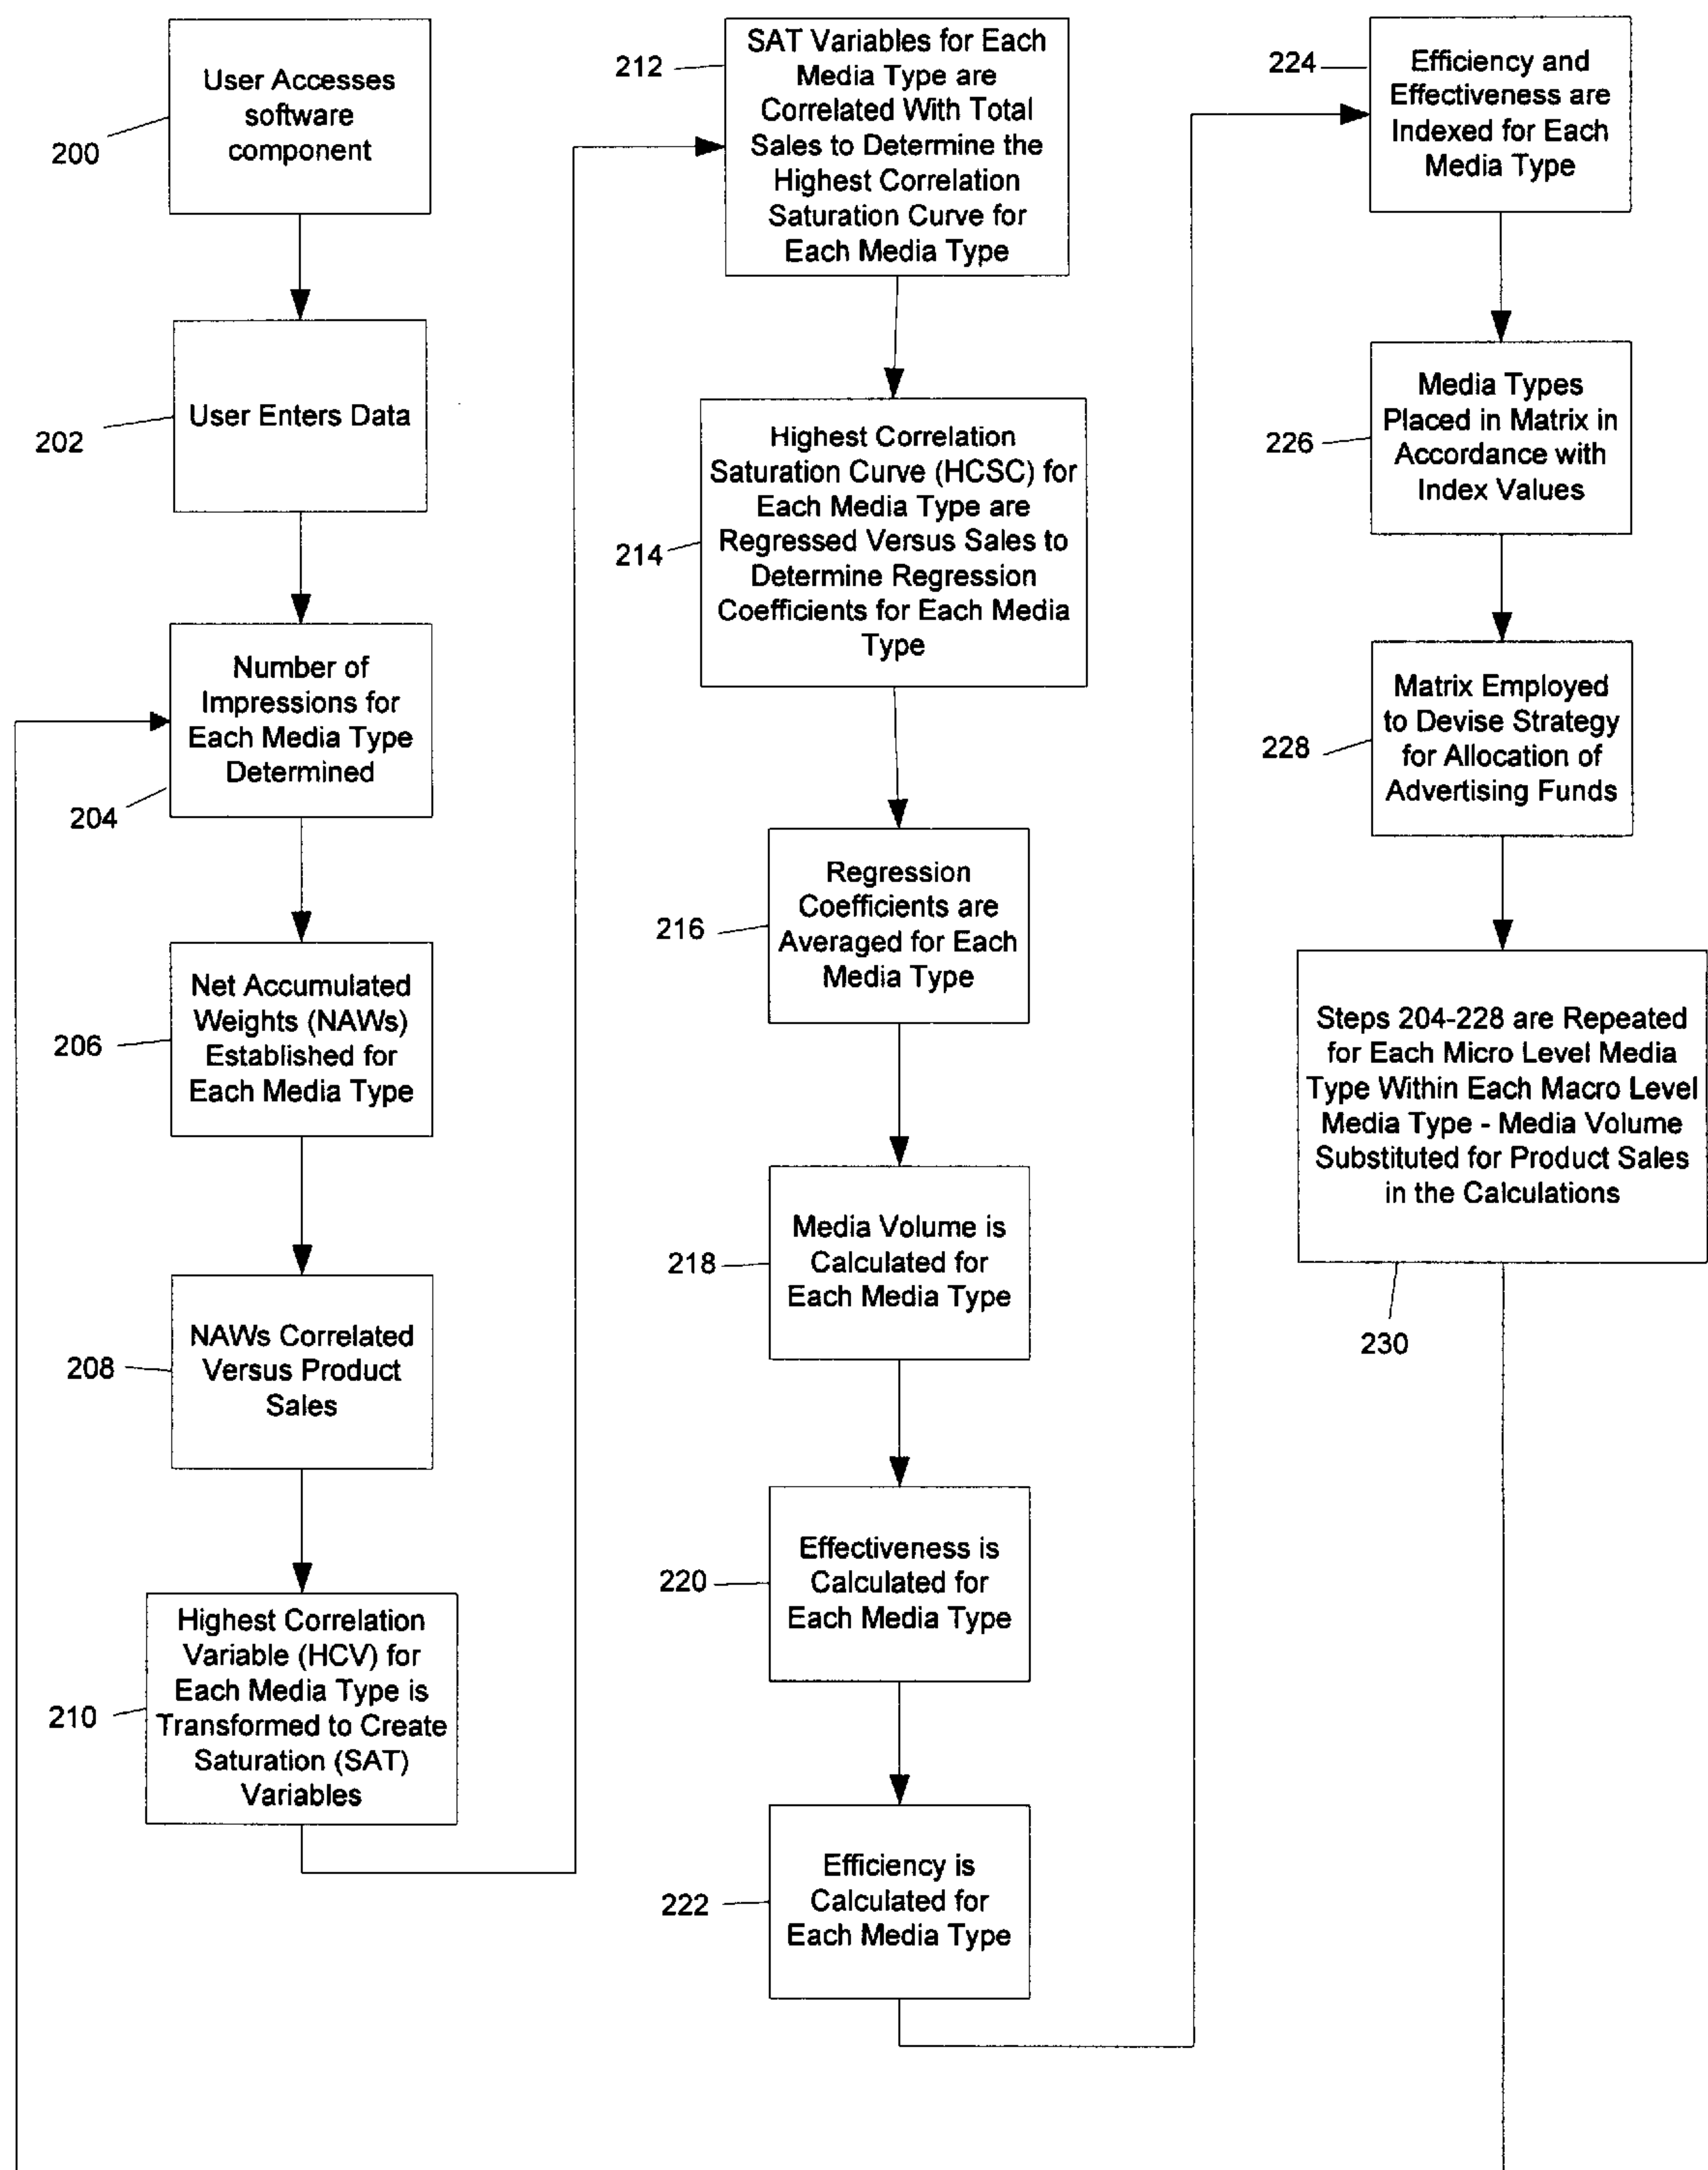 User Accesses
software
component
200
User Enters Data
202
Number of
Impressions for
Each Media Type
Determined
204
Net Accumulated
Weights (NAWs)
Established for
Each Media Type
206
NAWs Correlated
Versus Product
Sales
208
Highest Correlation
Variable (HCV) for
Each Media Type is
Transformed to Create
Saturation (SAT)
Variables
210
SAT Variables for Each
Media Type are
Correlated With Total
Sales to Determine the
Highest Correlation
Saturation Curve for
Each Media Type
212
Highest Correlation
Saturation Curve (HCSC) for
Each Media Type are
Regressed Versus Sales to
Determine Regression
Coefficients for Each Media
Type
214
Regression
Coefficients are
Averaged for Each
Media Type
216
Media Volume is
Calculated for
Each Media Type
218
Effectiveness is
Calculated for
Each Media Type
220
Efficiency is
Calculated for
Each Media Type
222
Efficiency and
Effectiveness are
Indexed for Each
Media Type
224
Media Types
Placed in Matrix in
Accordance with
Index Values
226
Matrix Employed
to Devise Strategy
for Allocation of
Advertising Funds
228
Steps 204-228 are Repeated
for Each Micro Level Media
Type Within Each Macro Level
Media Type - Media Volume
Substituted for Product Sales
in the Calculations
230